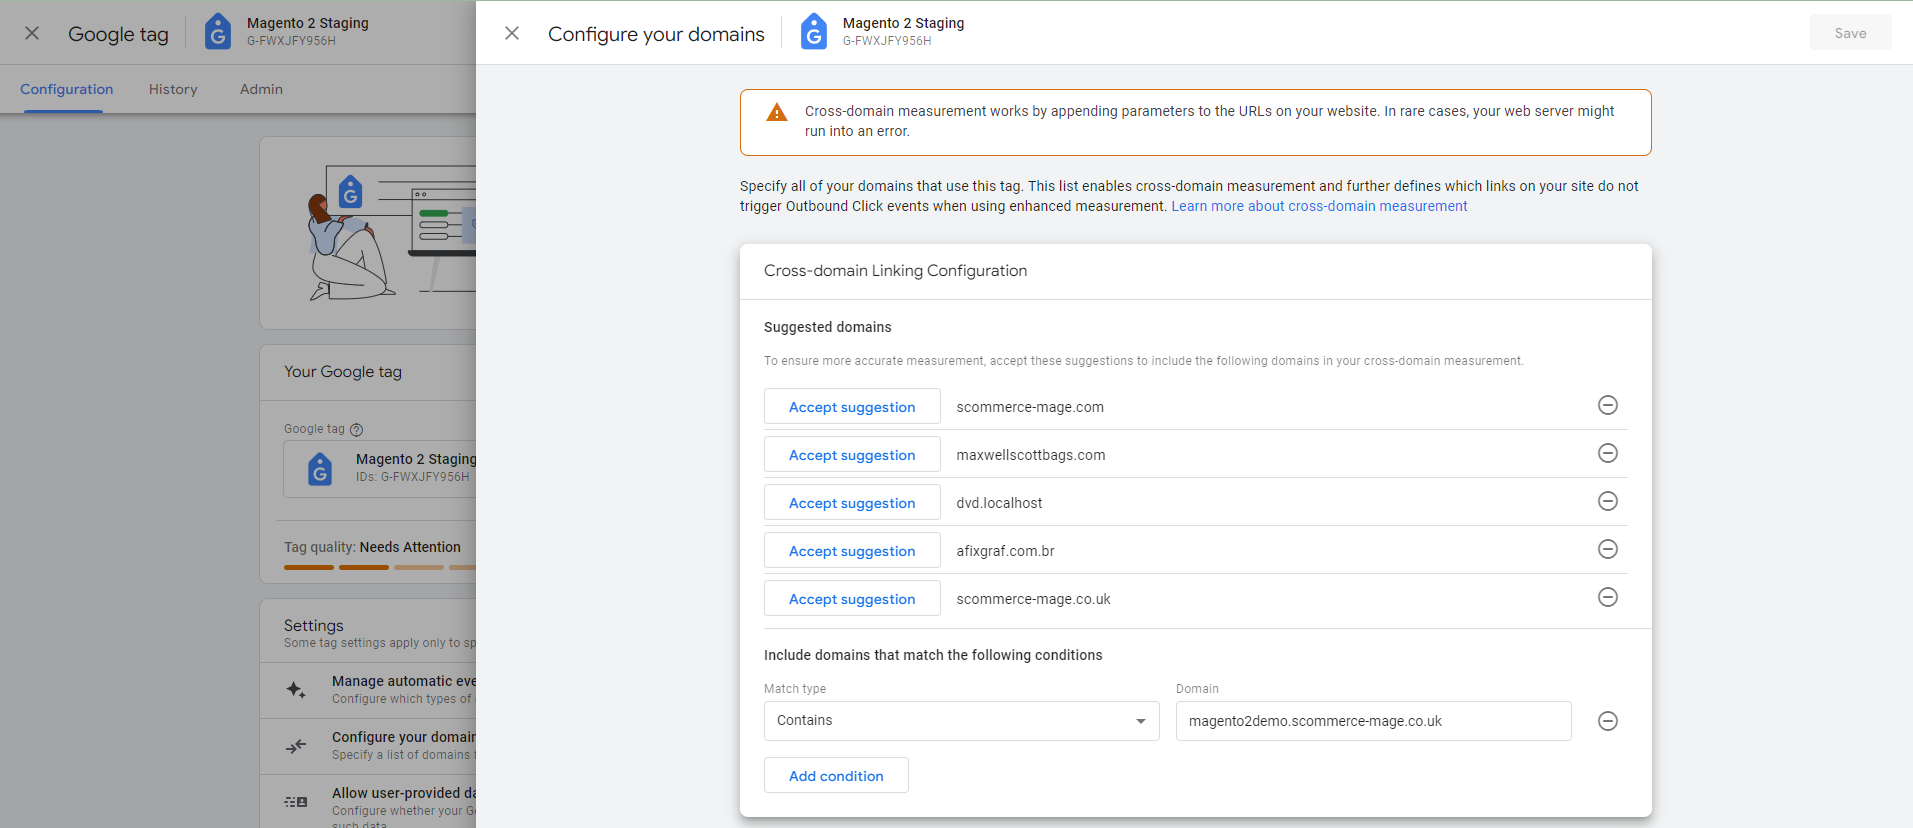 Google tag
Magento 2 Staging
G-FWXJFY956H
Configuration
History
Admin
Your Google tag
Google tag
Magento 2 Staging
IDs: G-FWXJFY956H
Tag quality: Needs Attention
Settings
Some tag settings apply only to
Manage automatic
Configure which types of
Configure your
Specify a list of domains
Allow user-provided
Configure whether your
such data
Configure your domains
Magento 2 Staging
G-FWXJFY956H
Save
Cross-domain measurement works by appending parameters to the URLs on your website. In rare cases, your web server might
run into an error.
Specify all of your domains that use this tag. This list enables cross-domain measurement and further defines which links on your site do not
trigger Outbound Click events when using enhanced measurement. Learn more about cross-domain measurement
Cross-domain Linking Configuration
Suggested domains
To ensure more accurate measurement, accept these suggestions to include the following domains in your cross-domain measurement.
Accept suggestion scommerce-mage.com
Accept suggestion maxwellscottbags.com
Accept suggestion dvd.localhost
Accept suggestion afixgraf.com.br
Accept suggestion scommerce-mage.co.uk
Include domains that match the following conditions
Match type Domain
Contains magento2demo.scommerce-mage.co.uk
Add condition